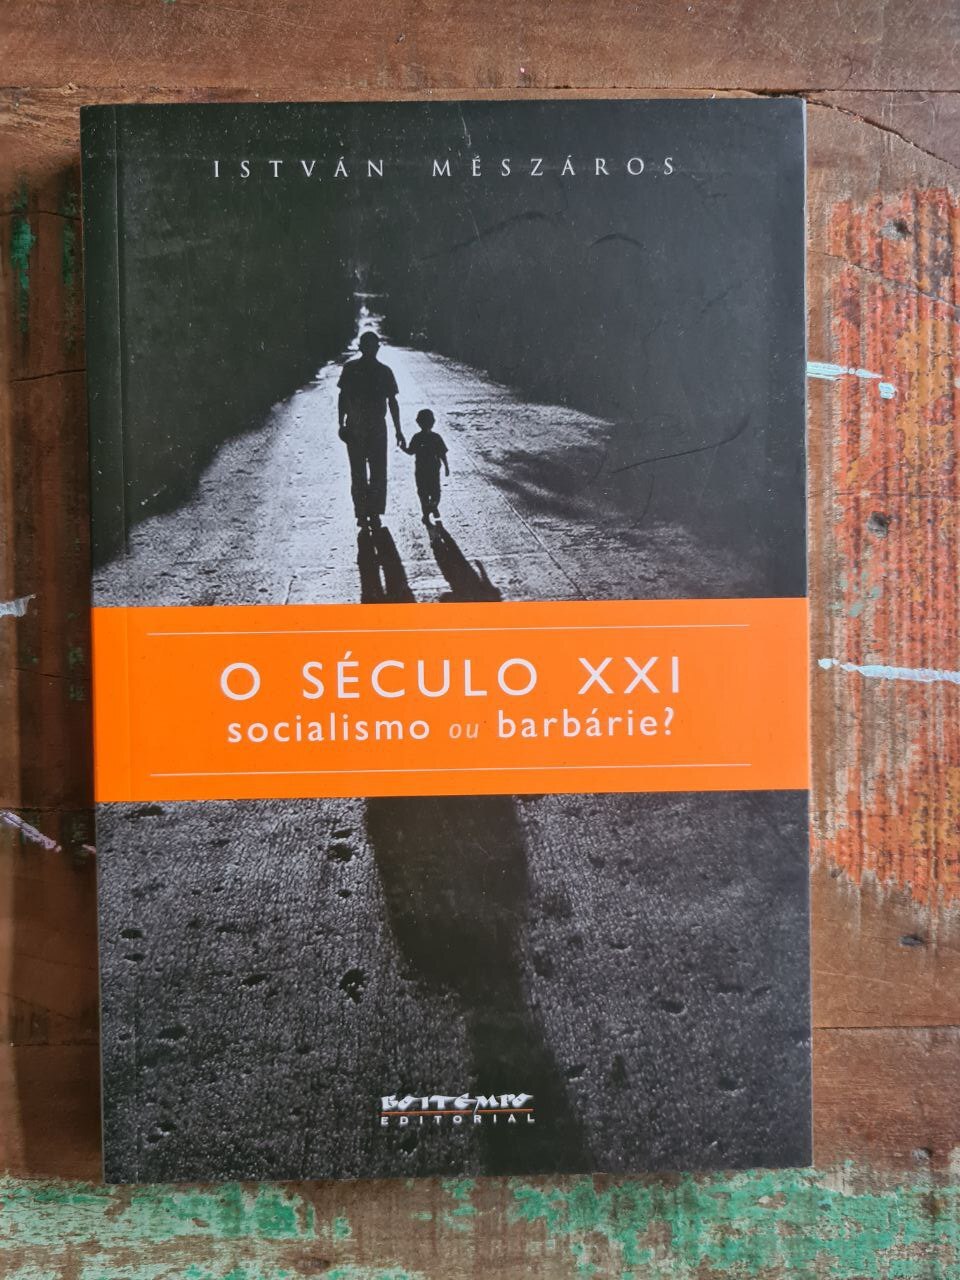 ISTVÁN MÉSZÁROS
O SÉCULO XXI
socialismo ou barbárie?
BOITEMPO
EDITORIAL